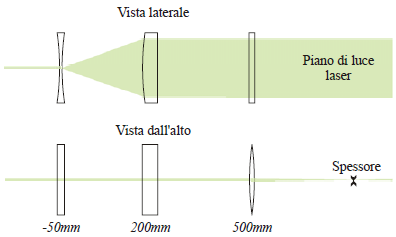 Vista laterale
Piano di luce
laser
Vista dall'alto
Spessore
-50mm
200mm
500mm